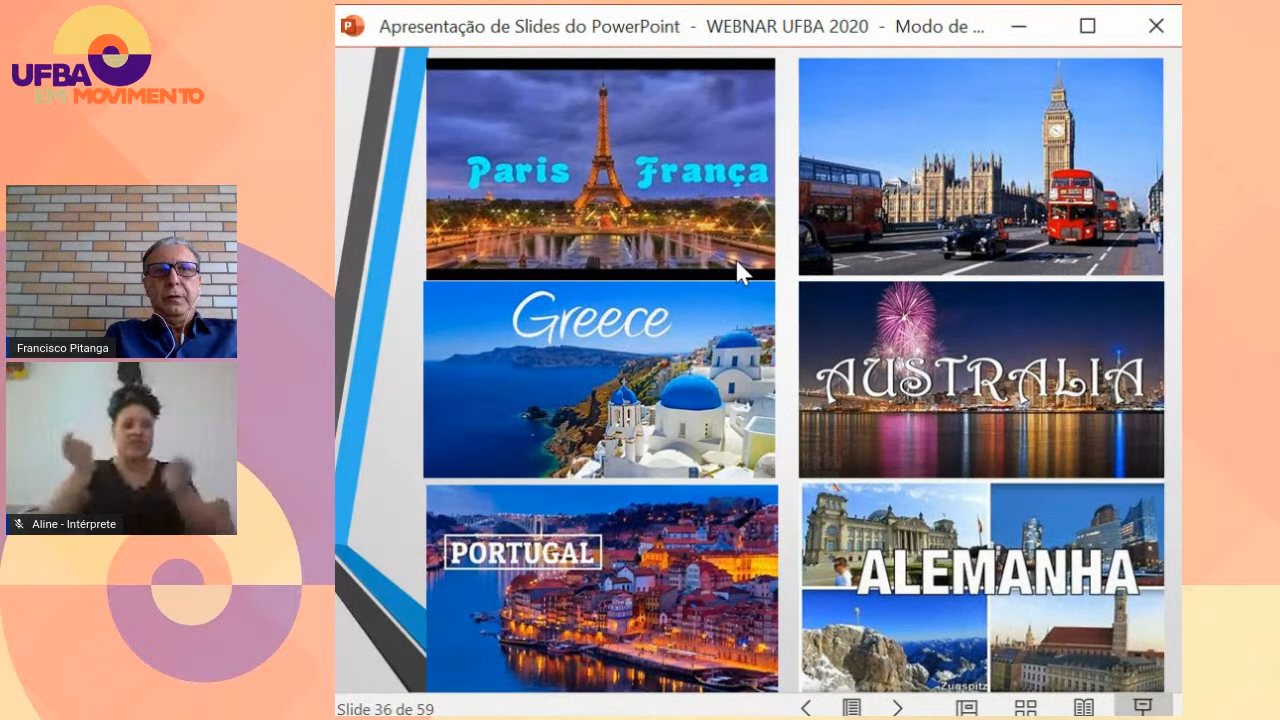 UFBA
EM MOVIMENTO
Apresentação de Slides do PowerPoint - WEBNAR UFBA 2020 - Modo de ...
Paris França
Greece
AUSTRALIA
PORTUGAL
ALEMANHA
Zugspitz
Francisco Pitanga
Aline - Intérprete
Slide 36 de 59